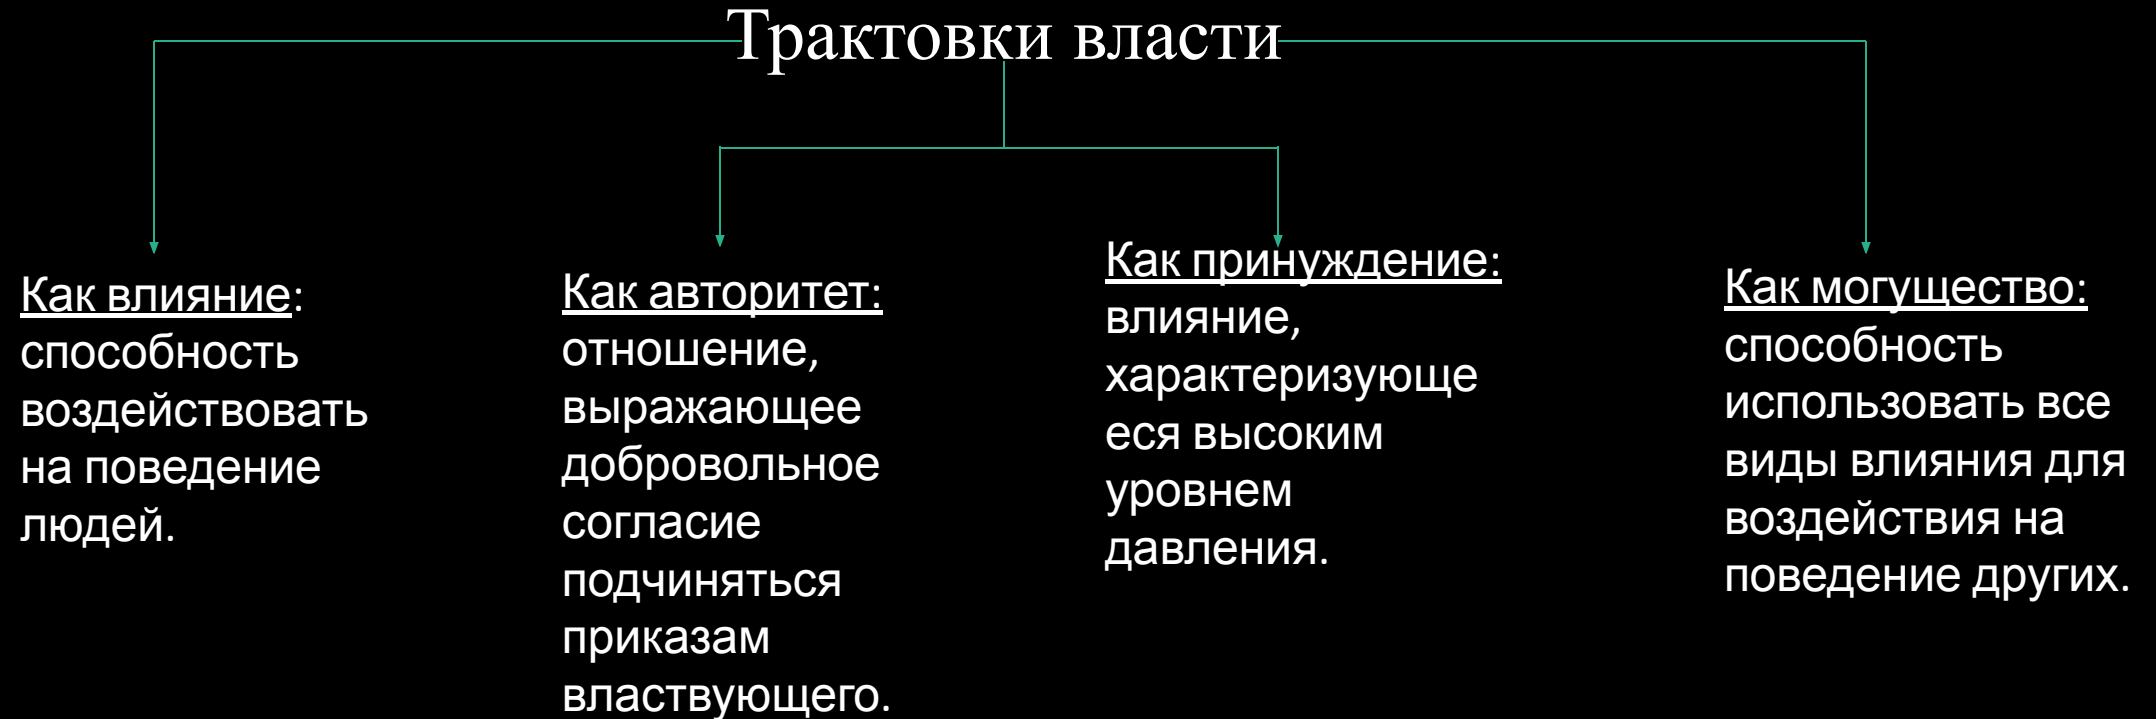 Трактовки власти
Как влияние:
способность
воздействовать
на поведение
людей.
Как авторитет:
отношение,
выражающее
добровольное
согласие
подчиняться
приказам
властвующего.
Как принуждение:
влияние,
характеризующе
еся высоким
уровнем
давления.
Как могущество:
способность
использовать все
виды влияния для
воздействия на
поведение других.